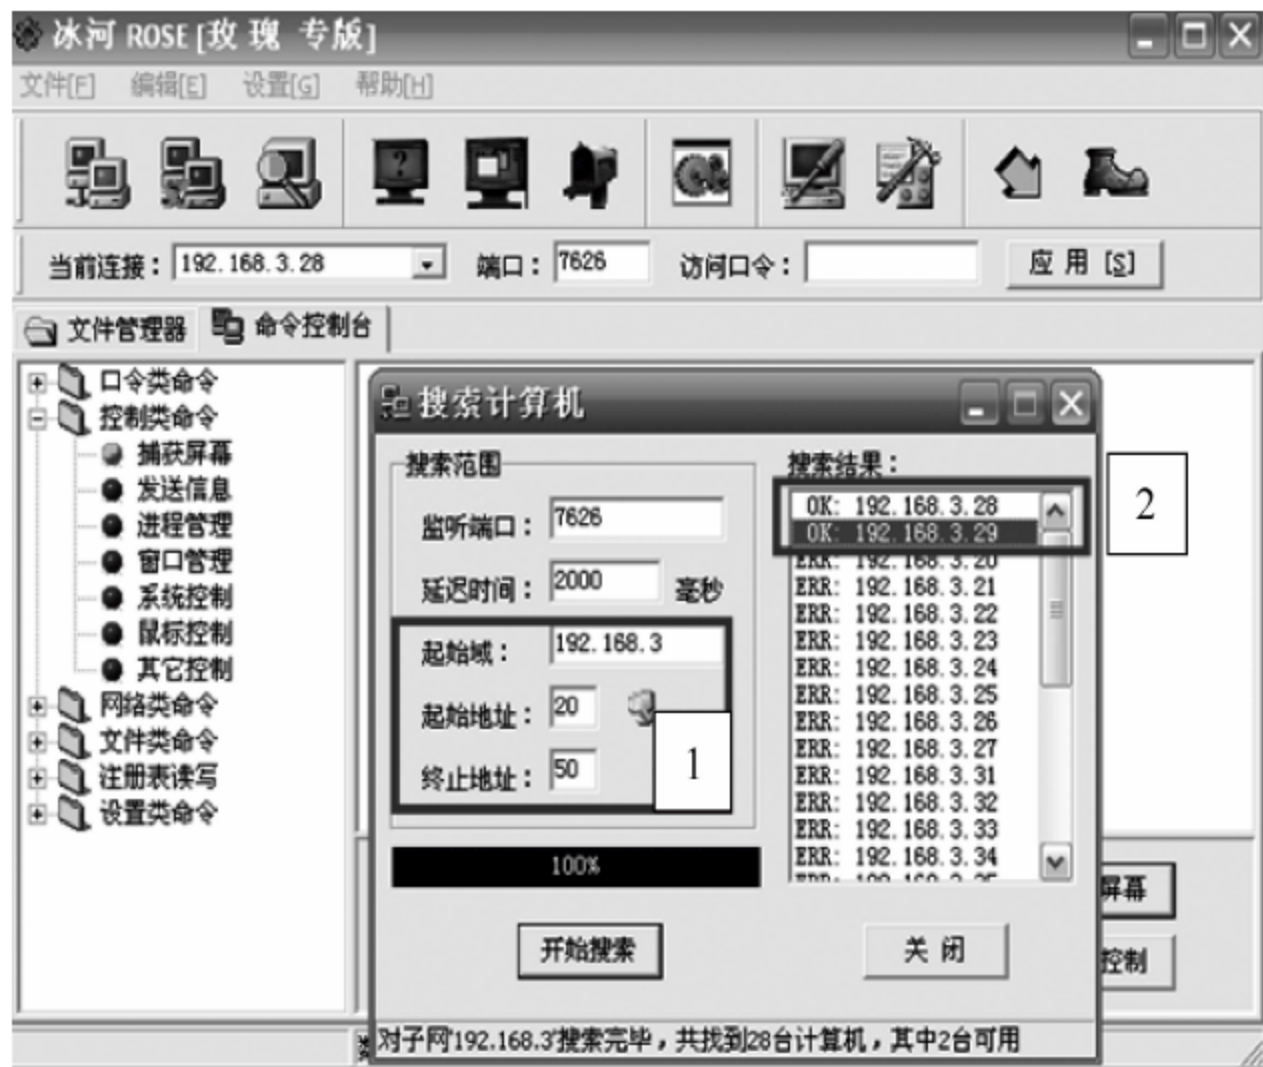 冰河 ROSE [玫 瑰 专版]
文件[F] 编辑[E] 设置[G] 帮助[H]
当前连接： 192.168.3.28 端口： 7626 访问口令： 应 用 [S]
文件管理器 命令控制台
口令类命令
控制类命令
捕获屏幕
发送信息
进程管理
窗口管理
系统控制
鼠标控制
其它控制
网络类命令
文件类命令
注册表读写
设置类命令
搜索计算机
搜索范围
监听端口： 7626
延迟时间： 2000 毫秒
起始域： 192.168.3
起始地址： 20
终止地址： 50
1
100%
开始搜索
搜索结果：
OK: 192.168.3.28
OK: 192.168.3.29
ERR: 192.168.3.20
ERR: 192.168.3.21
ERR: 192.168.3.22
ERR: 192.168.3.23
ERR: 192.168.3.24
ERR: 192.168.3.25
ERR: 192.168.3.26
ERR: 192.168.3.27
ERR: 192.168.3.31
ERR: 192.168.3.32
ERR: 192.168.3.33
ERR: 192.168.3.34
2
关 闭
屏幕
控制
对子网'192.168.3'搜索完毕，共找到28台计算机，其中2台可用